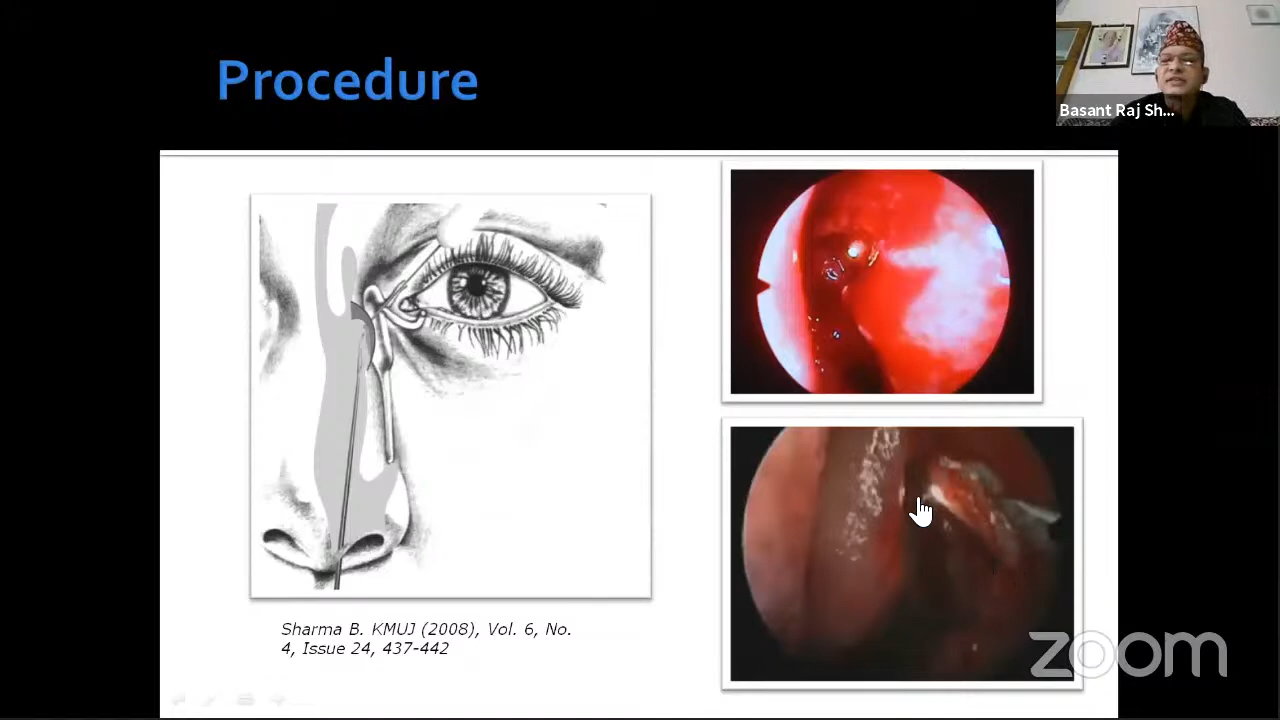 Procedure
Basant Raj Sh...
Sharma B. KMUJ (2008), Vol. 6, No.
4, Issue 24, 437-442
zoom